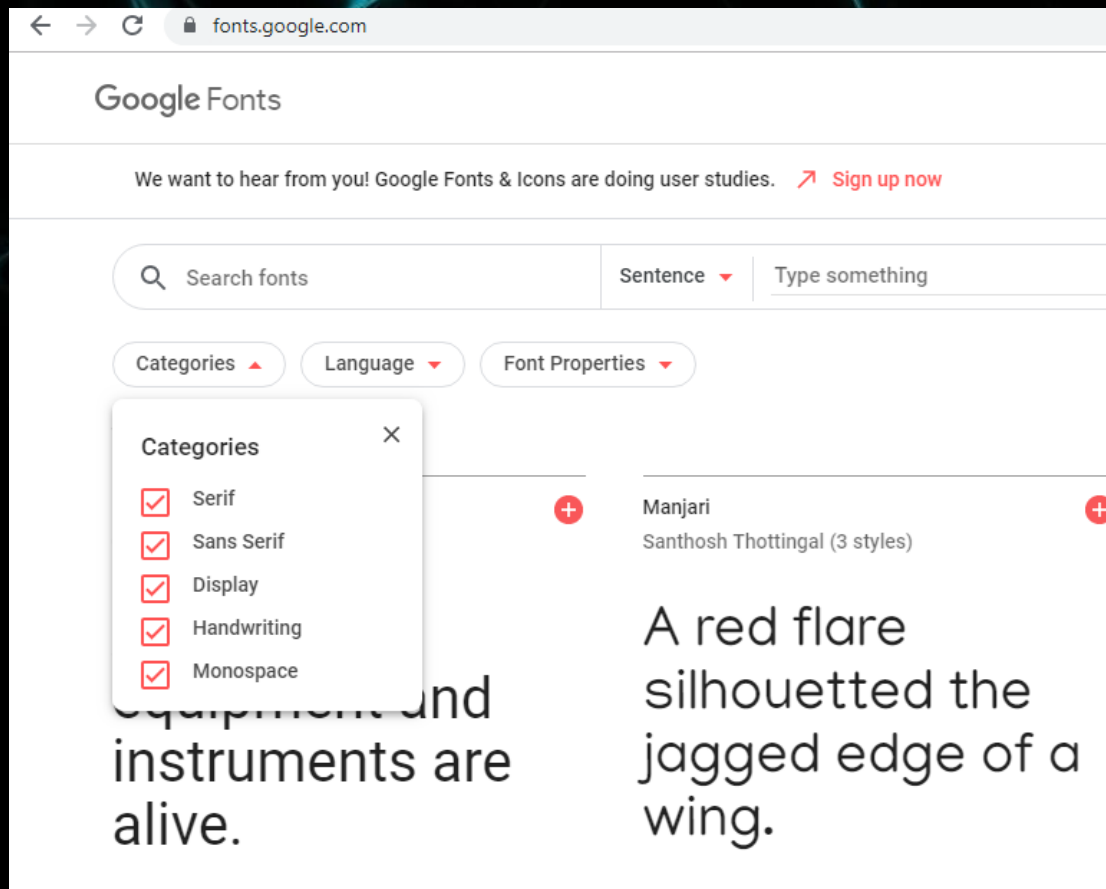 fonts.google.com
Google Fonts
We want to hear from you! Google Fonts & Icons are doing user studies. Sign up now
Search fonts
Sentence
Type something
Categories
Language
Font Properties
Categories
Serif
Sans Serif
Display
Handwriting
Monospace
equipment and
instruments are
alive.
Manjari
Santhosh Thottingal (3 styles)
A red flare
silhouetted the
jagged edge of a
wing.